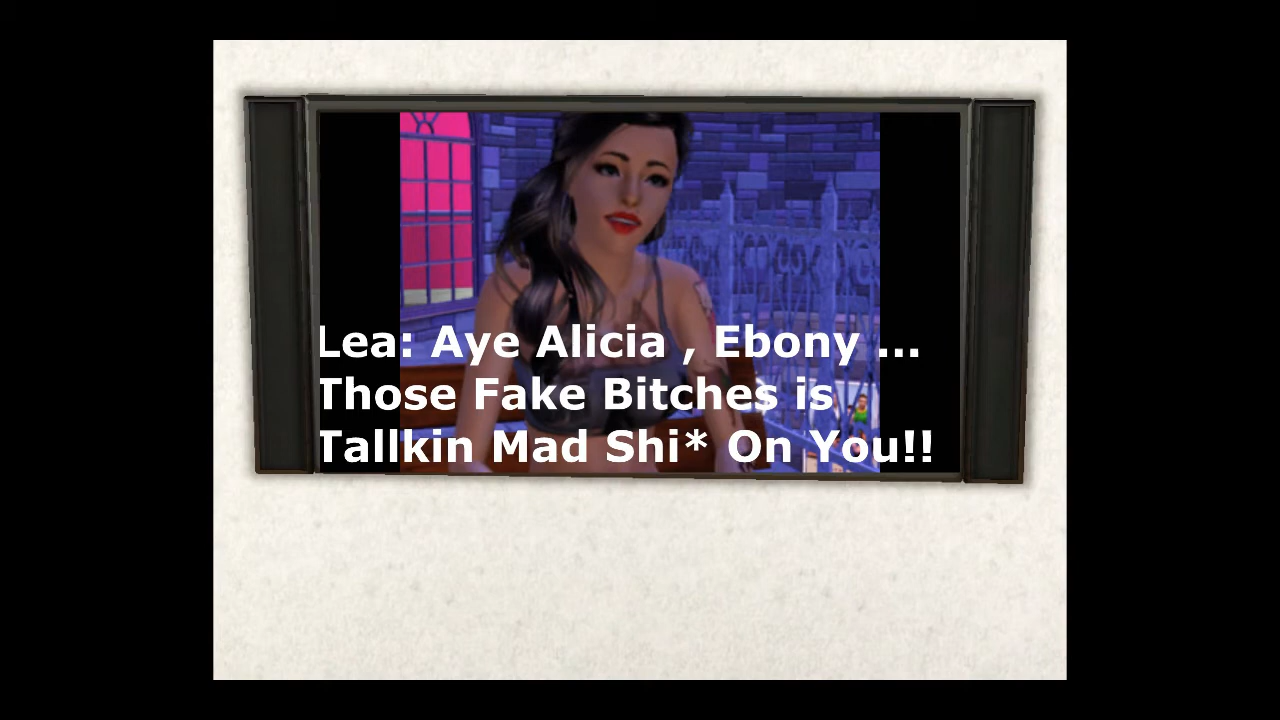 Lea: Aye Alicia , Ebony ...
Those Fake Bitches is
Tallkin Mad Shi* On You!!